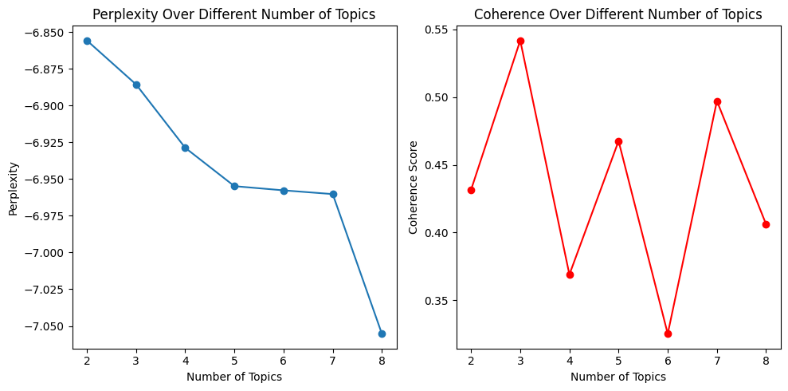 Perplexity Over Different Number of Topics
−6.850
−6.875
−6.900
−6.925
−6.950
−6.975
−7.000
−7.025
−7.050
Perplexity
2 3 4 5 6 7 8
Number of Topics
Coherence Over Different Number of Topics
0.55
0.50
0.45
0.40
0.35
Coherence Score
2 3 4 5 6 7 8
Number of Topics